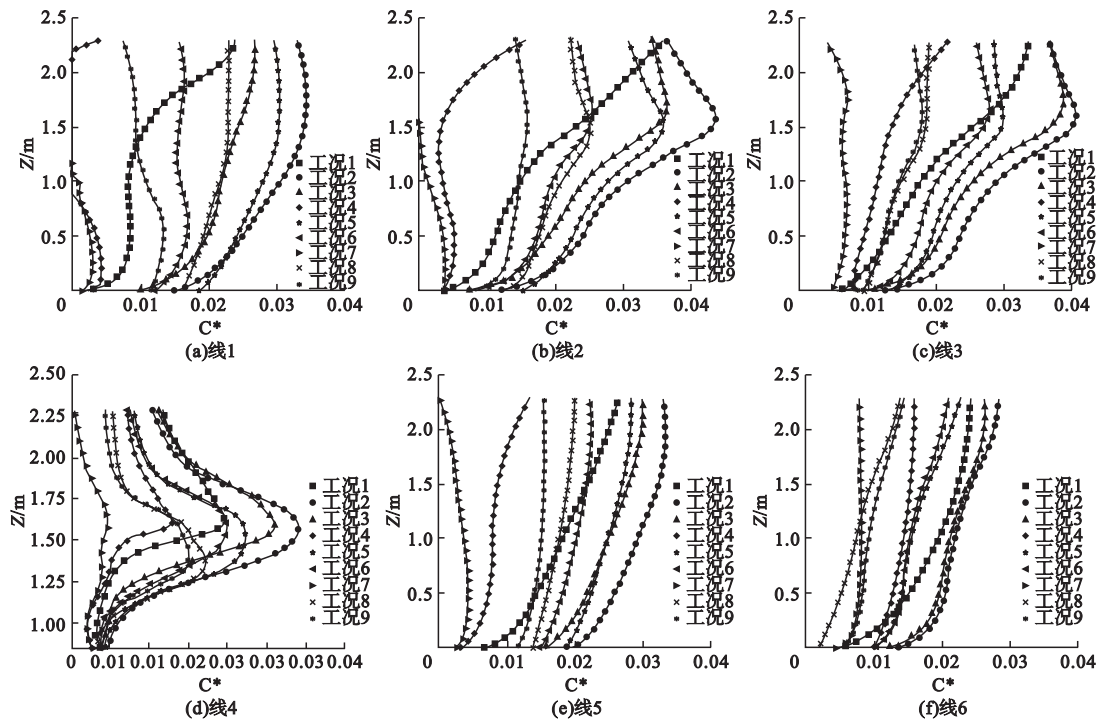 2.5
2.0
1.5
1.0
0.5
0
0.01
0.02
0.03
0.04
Z/m
C*
工况1
工况2
工况3
工况4
工况5
工况6
工况7
工况8
工况9
(a)线1
2.5
2.0
1.5
1.0
0.5
0
0.01
0.02
0.03
0.04
Z/m
C*
工况1
工况2
工况3
工况4
工况5
工况6
工况7
工况8
工况9
(b)线2
2.5
2.0
1.5
1.0
0.5
0
0.01
0.02
0.03
0.04
Z/m
C*
工况1
工况2
工况3
工况4
工况5
工况6
工况7
工况8
工况9
(c)线3
2.50
2.25
2.00
1.75
1.50
1.25
1.00
0
0.01
0.01
0.02
0.03
0.03
0.03
0.04
Z/m
C*
工况1
工况2
工况3
工况4
工况5
工况6
工况7
工况8
工况9
(d)线4
2.5
2.0
1.5
1.0
0.5
0
0.01
0.02
0.03
0.04
Z/m
C*
工况1
工况2
工况3
工况4
工况5
工况6
工况7
工况8
工况9
(e)线5
2.5
2.0
1.5
1.0
0.5
0
0.01
0.02
0.03
0.04
Z/m
C*
工况1
工况2
工况3
工况4
工况5
工况6
工况7
工况8
工况9
(f)线6